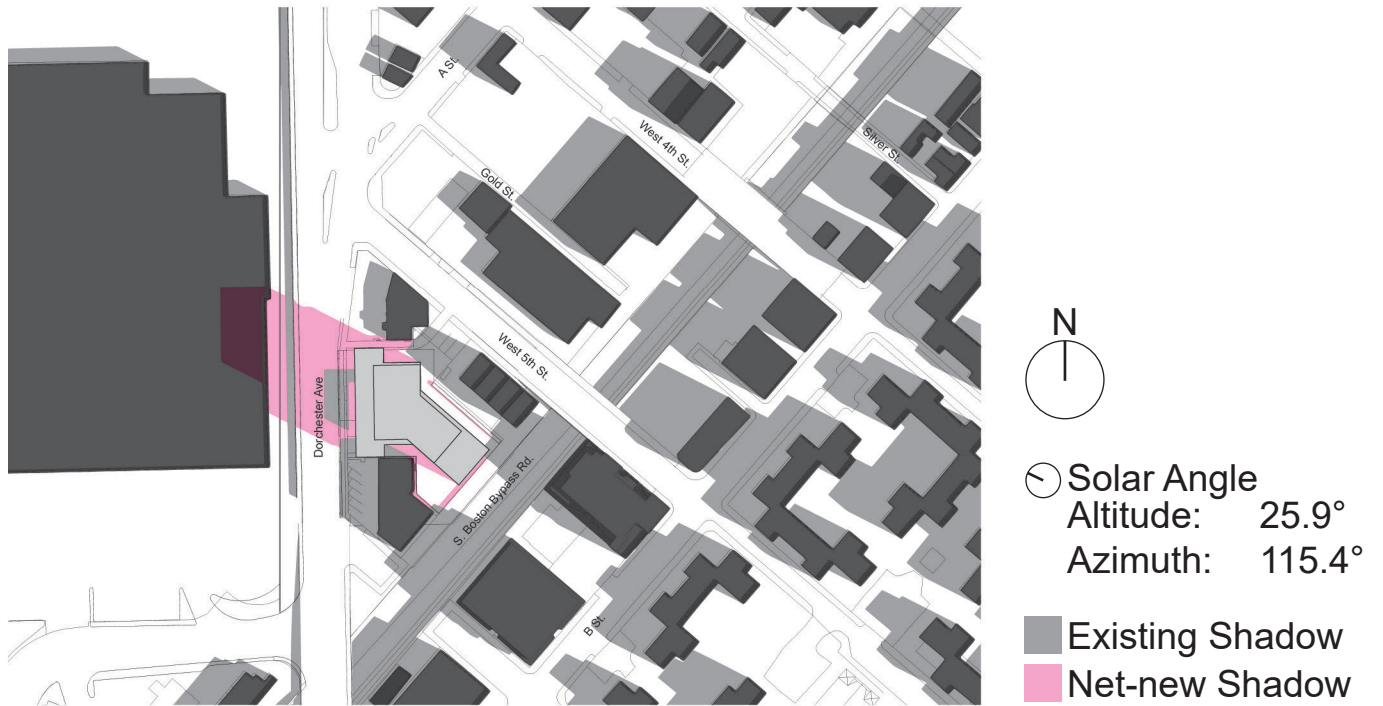 A St.
West 4th St.
Silver St.
Gold St.
West 5th St.
Dorchester Ave
S. Boston Bypass Rd.
B St.
N
Solar Angle
Altitude: 25.9°
Azimuth: 115.4°
Existing Shadow
Net-new Shadow